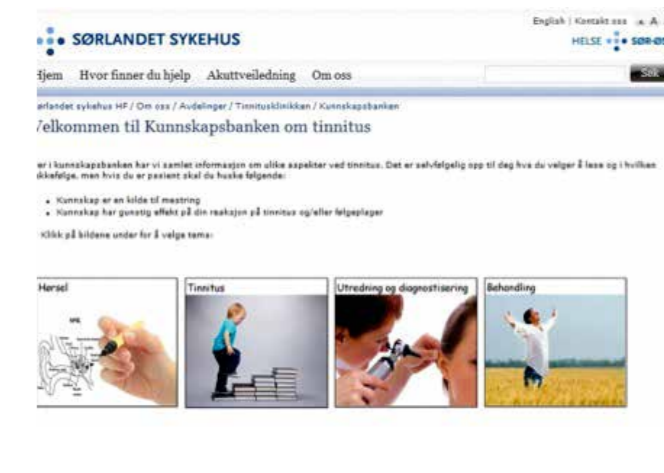 English | Kontakt oss A A
SØRLANDET SYKEHUS
HELSE SØR-ØS
Hjem Hvor finner du hjelp Akuttveiledning Om oss
Søk
ørlandet sykehus HF / Om oss / Avdelinger / Tinnitusklinikken / Kunnskapsbanken
Velkommen til Kunnskapsbanken om tinnitus
er i kunnskapsbanken har vi samlet informasjon om ulike aspekter ved tinnitus. Det er selvfølgelig opp til deg hva du velger å lese og i hvilken
ekkefølge, men hvis du er pasient skal du huske følgende:
• Kunnskap er en kilde til mestring
• Kunnskap har gunstig effekt på din reaksjon på tinnitus og/eller følgeplager
Klikk på bildene under for å velge tema:
Hørsel Tinnitus Utredning og diagnostisering Behandling